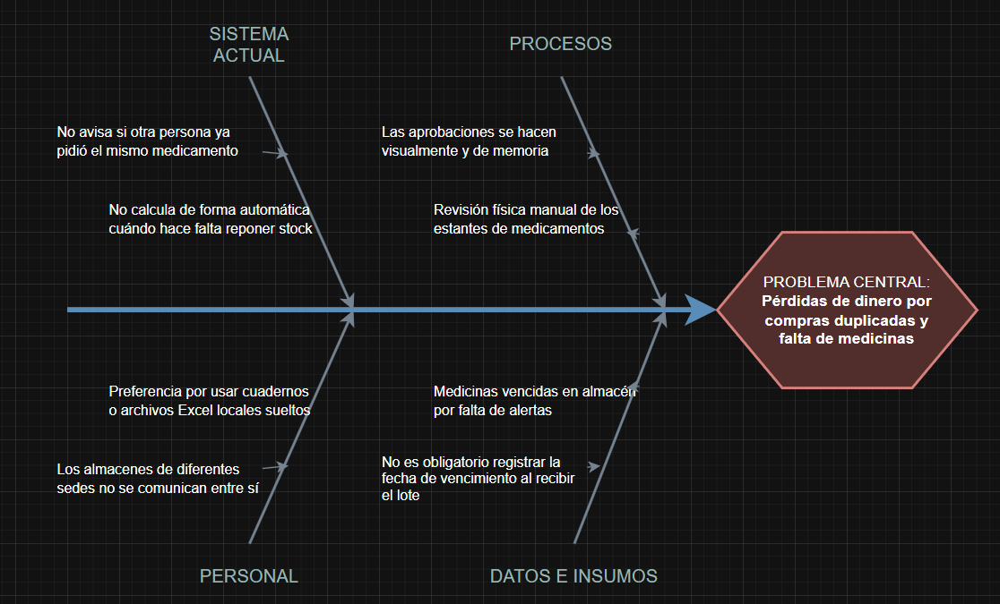 SISTEMA
ACTUAL
PROCESOS
No avisa si otra persona ya
pidió el mismo medicamento
Las aprobaciones se hacen
visualmente y de memoria
No calcula de forma automática
cuándo hace falta reponer stock
Revisión física manual de los
estantes de medicamentos
PROBLEMA CENTRAL:
Pérdidas de dinero por
compras duplicadas y
falta de medicinas
Preferencia por usar cuadernos
o archivos Excel locales sueltos
Medicinas vencidas en almacén
por falta de alertas
Los almacenes de diferentes
sedes no se comunican entre sí
No es obligatorio registrar la
fecha de vencimiento al recibir
el lote
PERSONAL
DATOS E INSUMOS